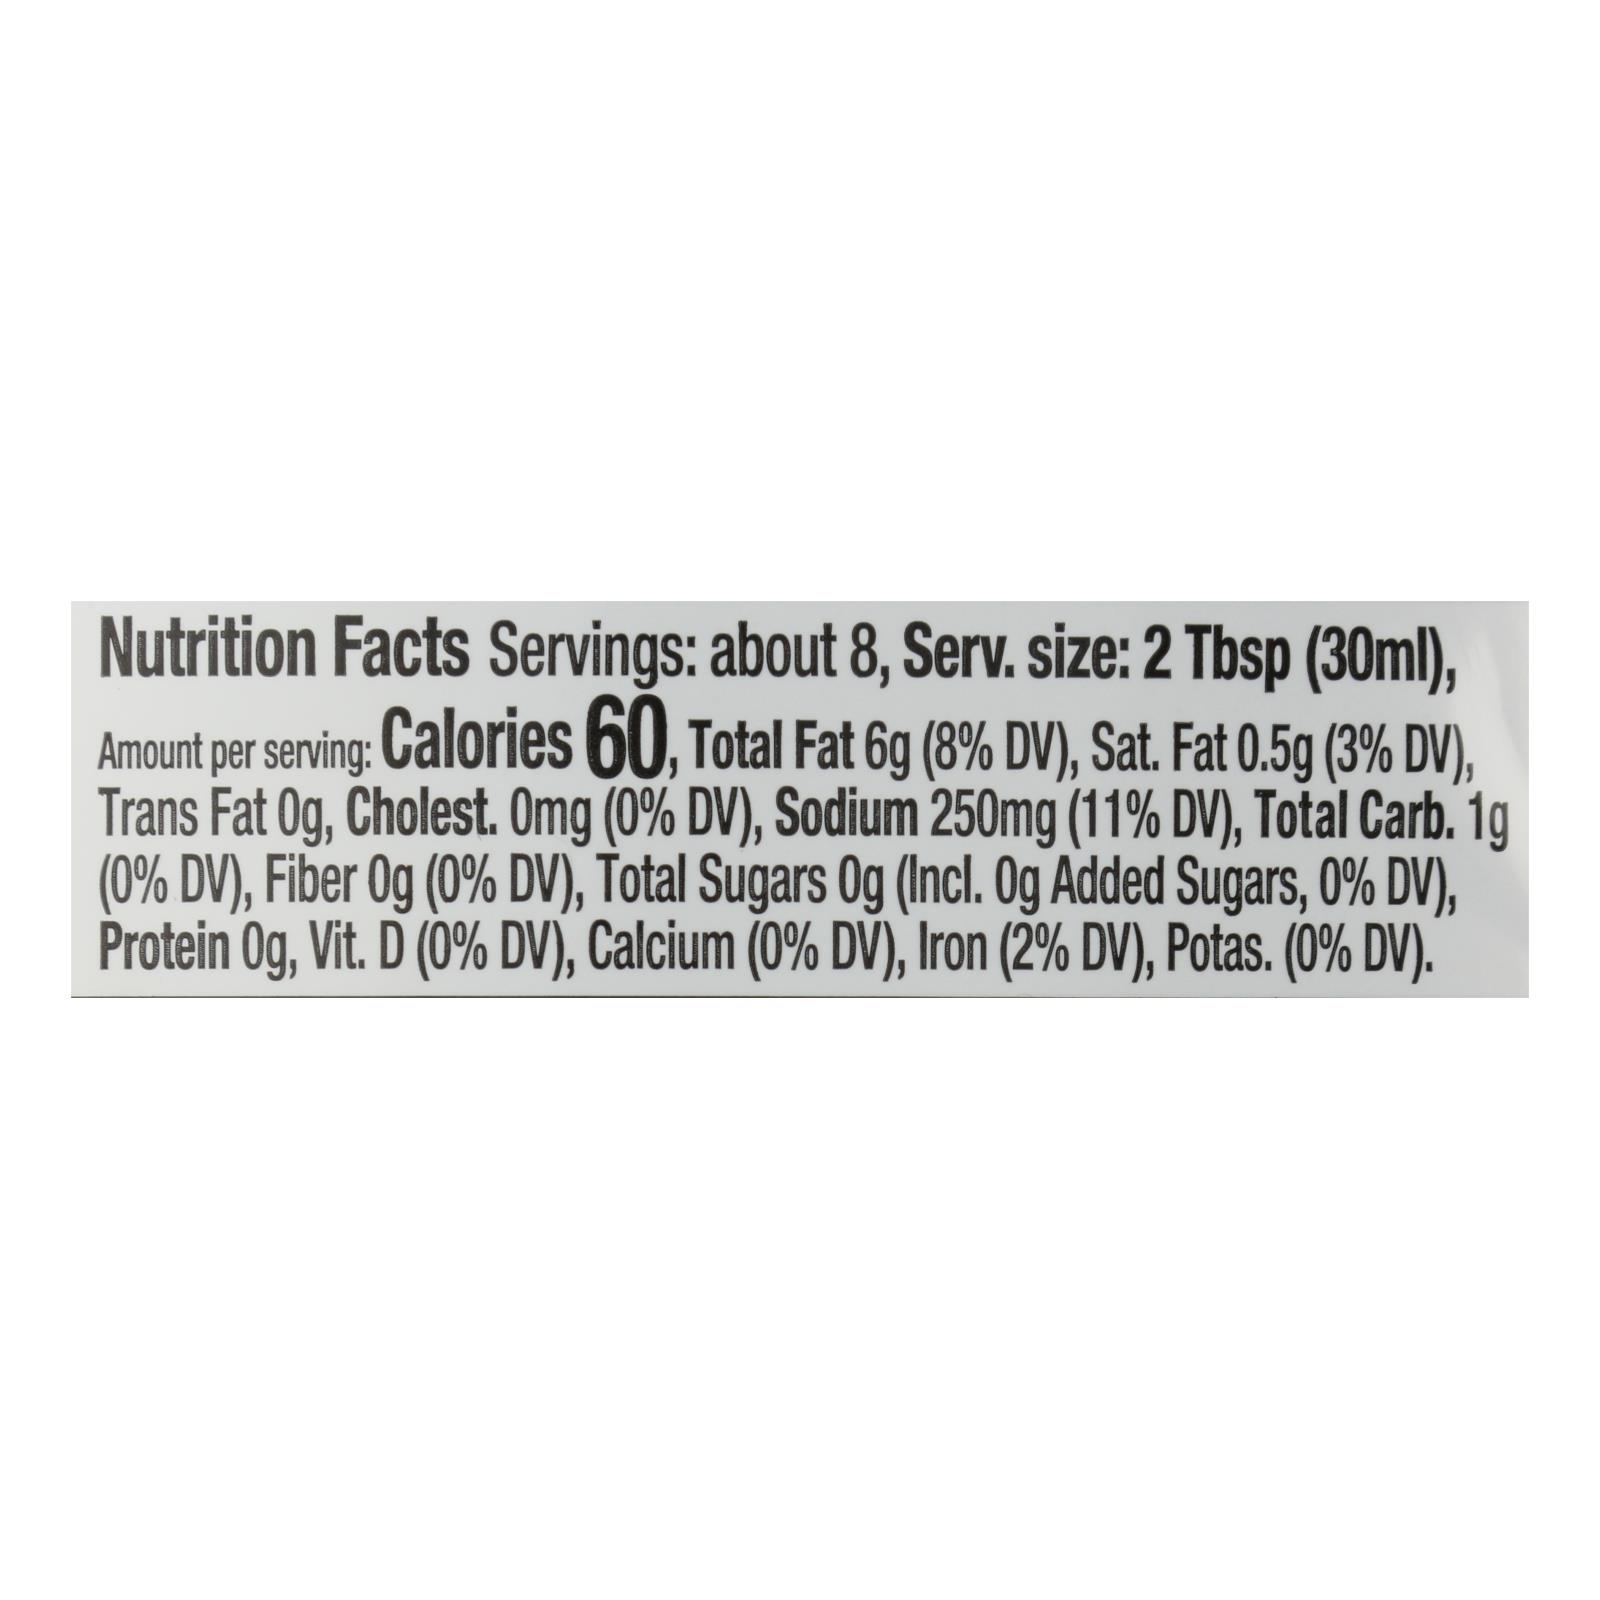 Nutrition Facts Servings: about 8, Serv. size: 2 Tbsp (30ml),
Amount per serving: Calories 60, Total Fat 6g (8% DV), Sat. Fat 0.5g (3% DV),
Trans Fat 0g, Cholest. 0mg (0% DV), Sodium 250mg (11% DV), Total Carb. 1g
(0% DV), Fiber 0g (0% DV), Total Sugars 0g (Incl. 0g Added Sugars, 0% DV),
Protein 0g, Vit. D (0% DV), Calcium (0% DV), Iron (2% DV), Potas. (0% DV).